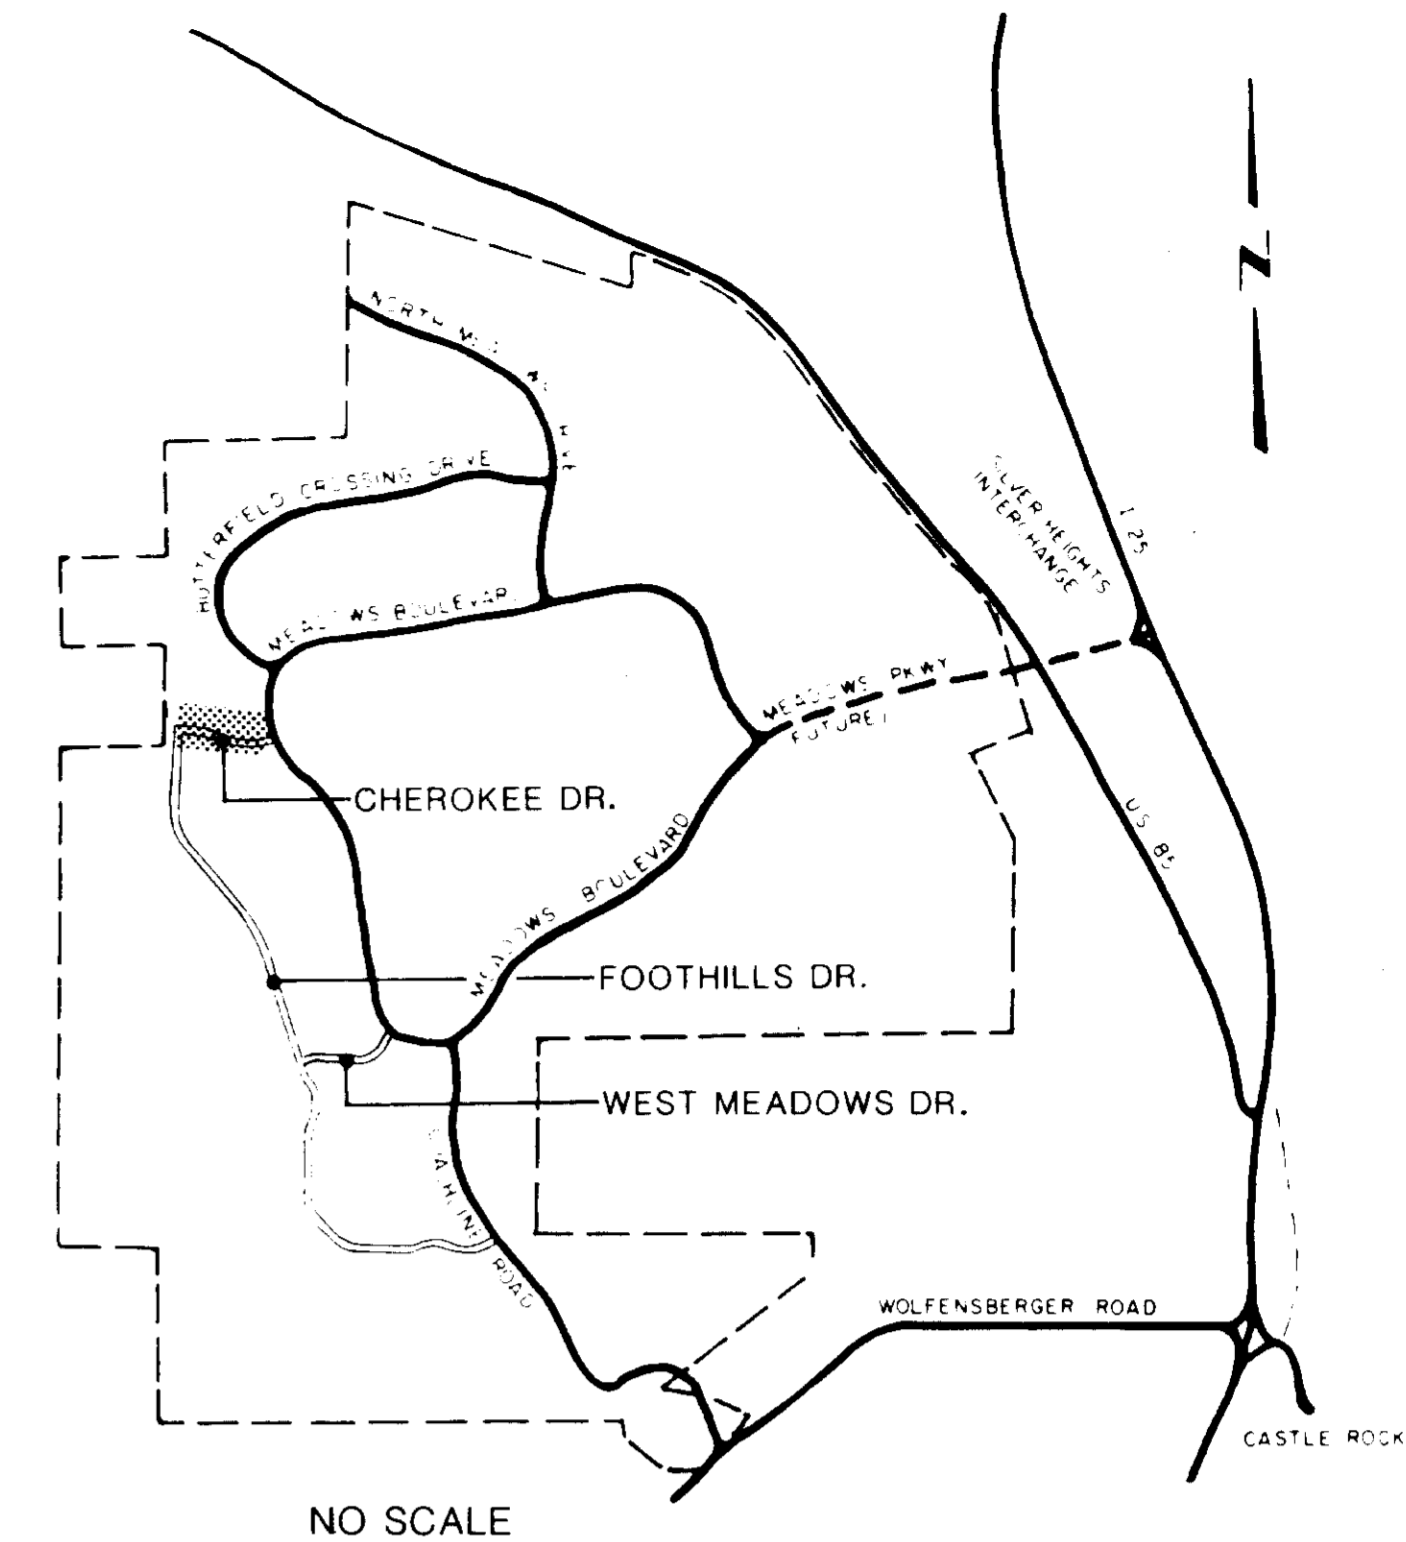 N
NORTH
SILVER HEIGHTS
INTERCHANGE
I 25
CROSSING DRIVE
MEADOWS BOULEVARD
MEADOWS PKWY
FUTURE)
CHEROKEE DR.
US 85
MEADOWS BOULEVARD
FOOTHILLS DR.
WEST MEADOWS DR.
ROAD
WOLFENSBERGER ROAD
CASTLE ROCK
NO SCALE